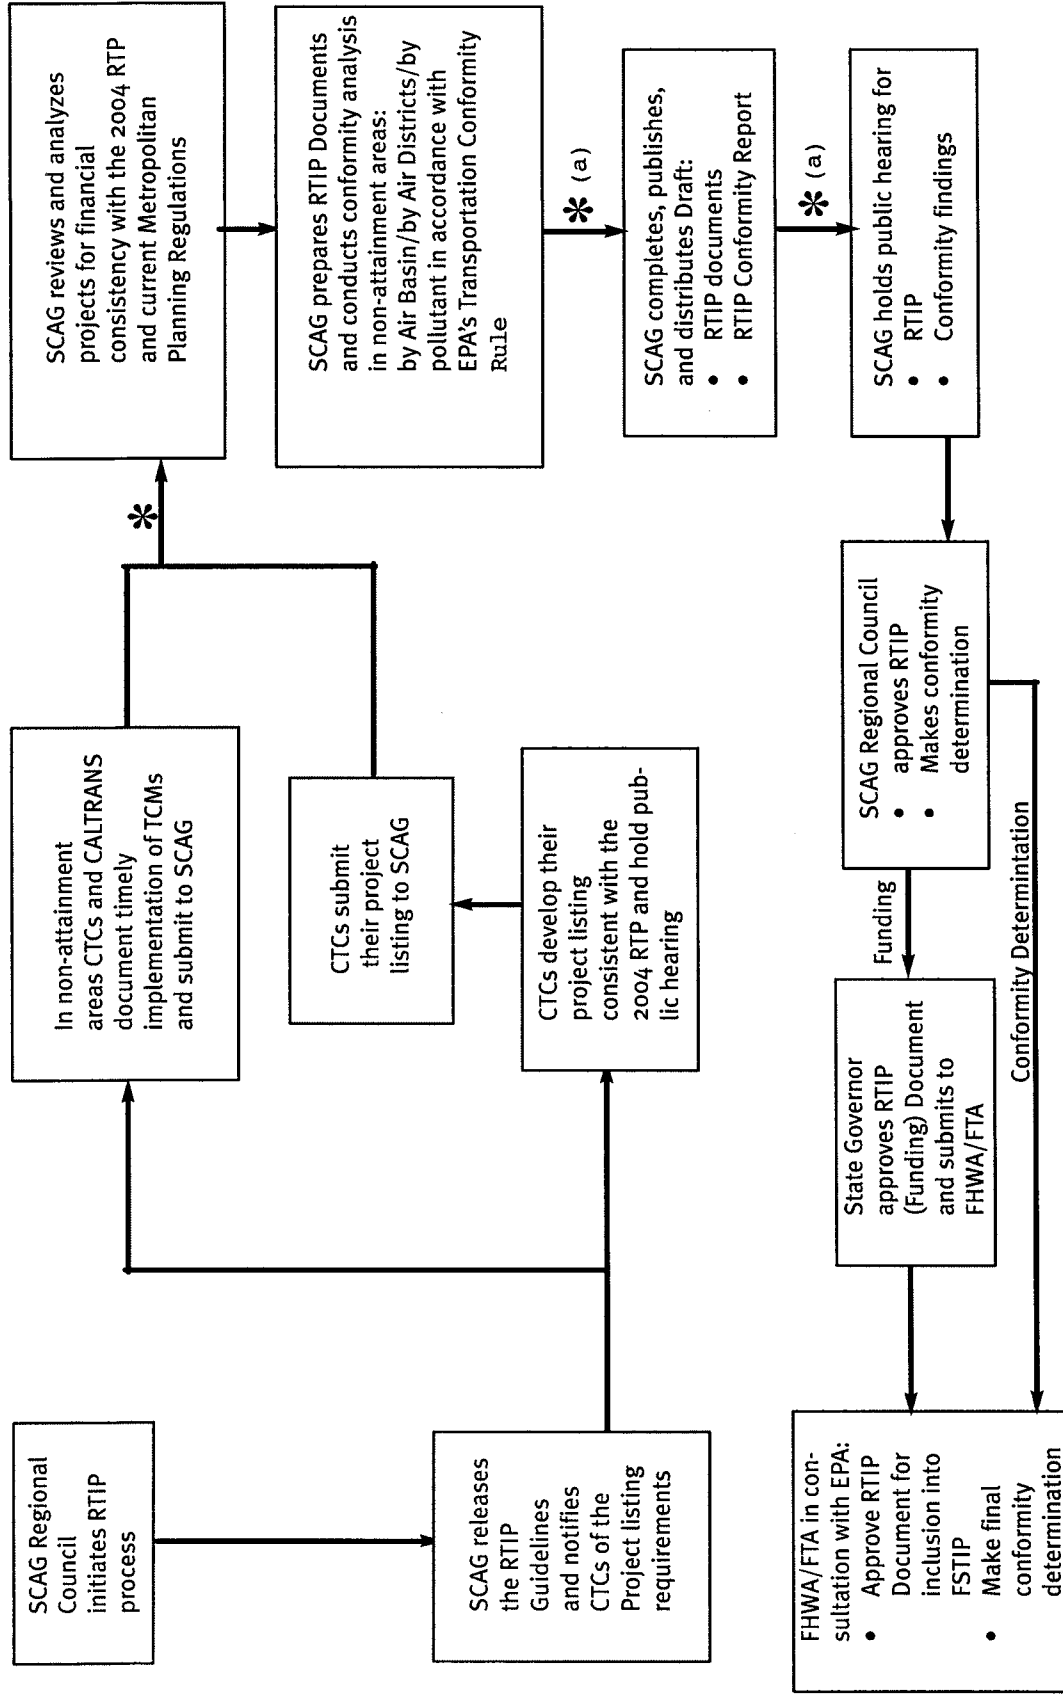 SCAG Regional
Council
initiates RTIP
process
SCAG releases
the RTIP
Guidelines
and notifies
CTCs of the
Project listing
requirements
In non-attainment
areas CTCs and CALTRANS
document timely
implementation of TCMs
and submit to SCAG
CTCs develop their
project listing
consistent with the
2004 RTP and hold pub-
lic hearing
CTCs submit
their project
listing to SCAG
*
SCAG reviews and analyzes
projects for financial
consistency with the 2004 RTP
and current Metropolitan
Planning Regulations
SCAG prepares RTIP Documents
and conducts conformity analysis
in non-attainment areas:
by Air Basin/by Air Districts/by
pollutant in accordance with
EPA's Transportation Conformity
Rule
* (a)
SCAG completes, publishes,
and distributes Draft:
• RTIP documents
• RTIP Conformity Report
* (a)
SCAG holds public hearing for
• RTIP
• Conformity findings
SCAG Regional Council
• approves RTIP
• Makes conformity
determination
Funding
State Governor
approves RTIP
(Funding) Document
and submits to
FHWA/FTA
Conformity Determintation
FHWA/FTA in con-
sultation with EPA:
• Approve RTIP
Document for
inclusion into
FSTIP
• Make final
conformity
determination